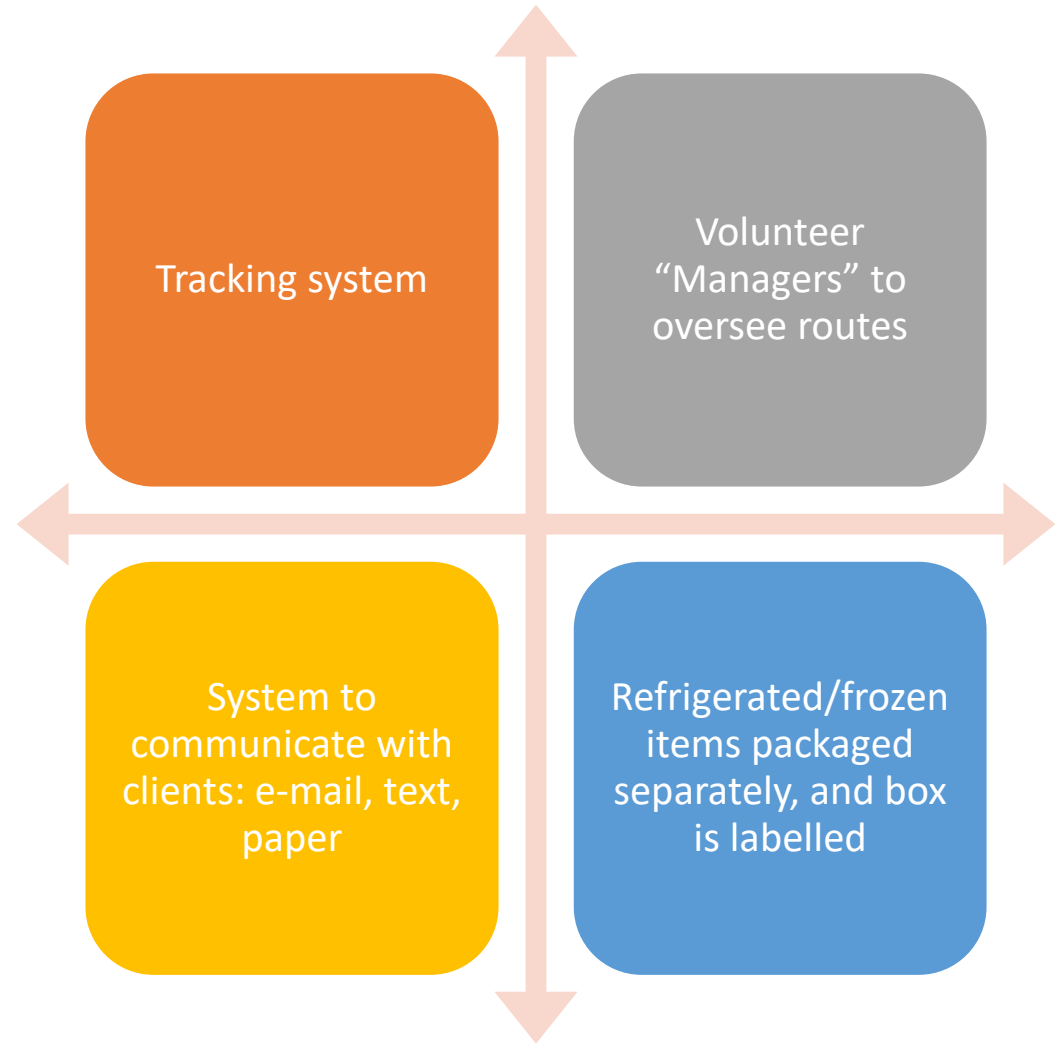 Tracking system
Volunteer
“Managers” to
oversee routes
System to
communicate with
clients: e-mail, text,
paper
Refrigerated/frozen
items packaged
separately, and box
is labelled